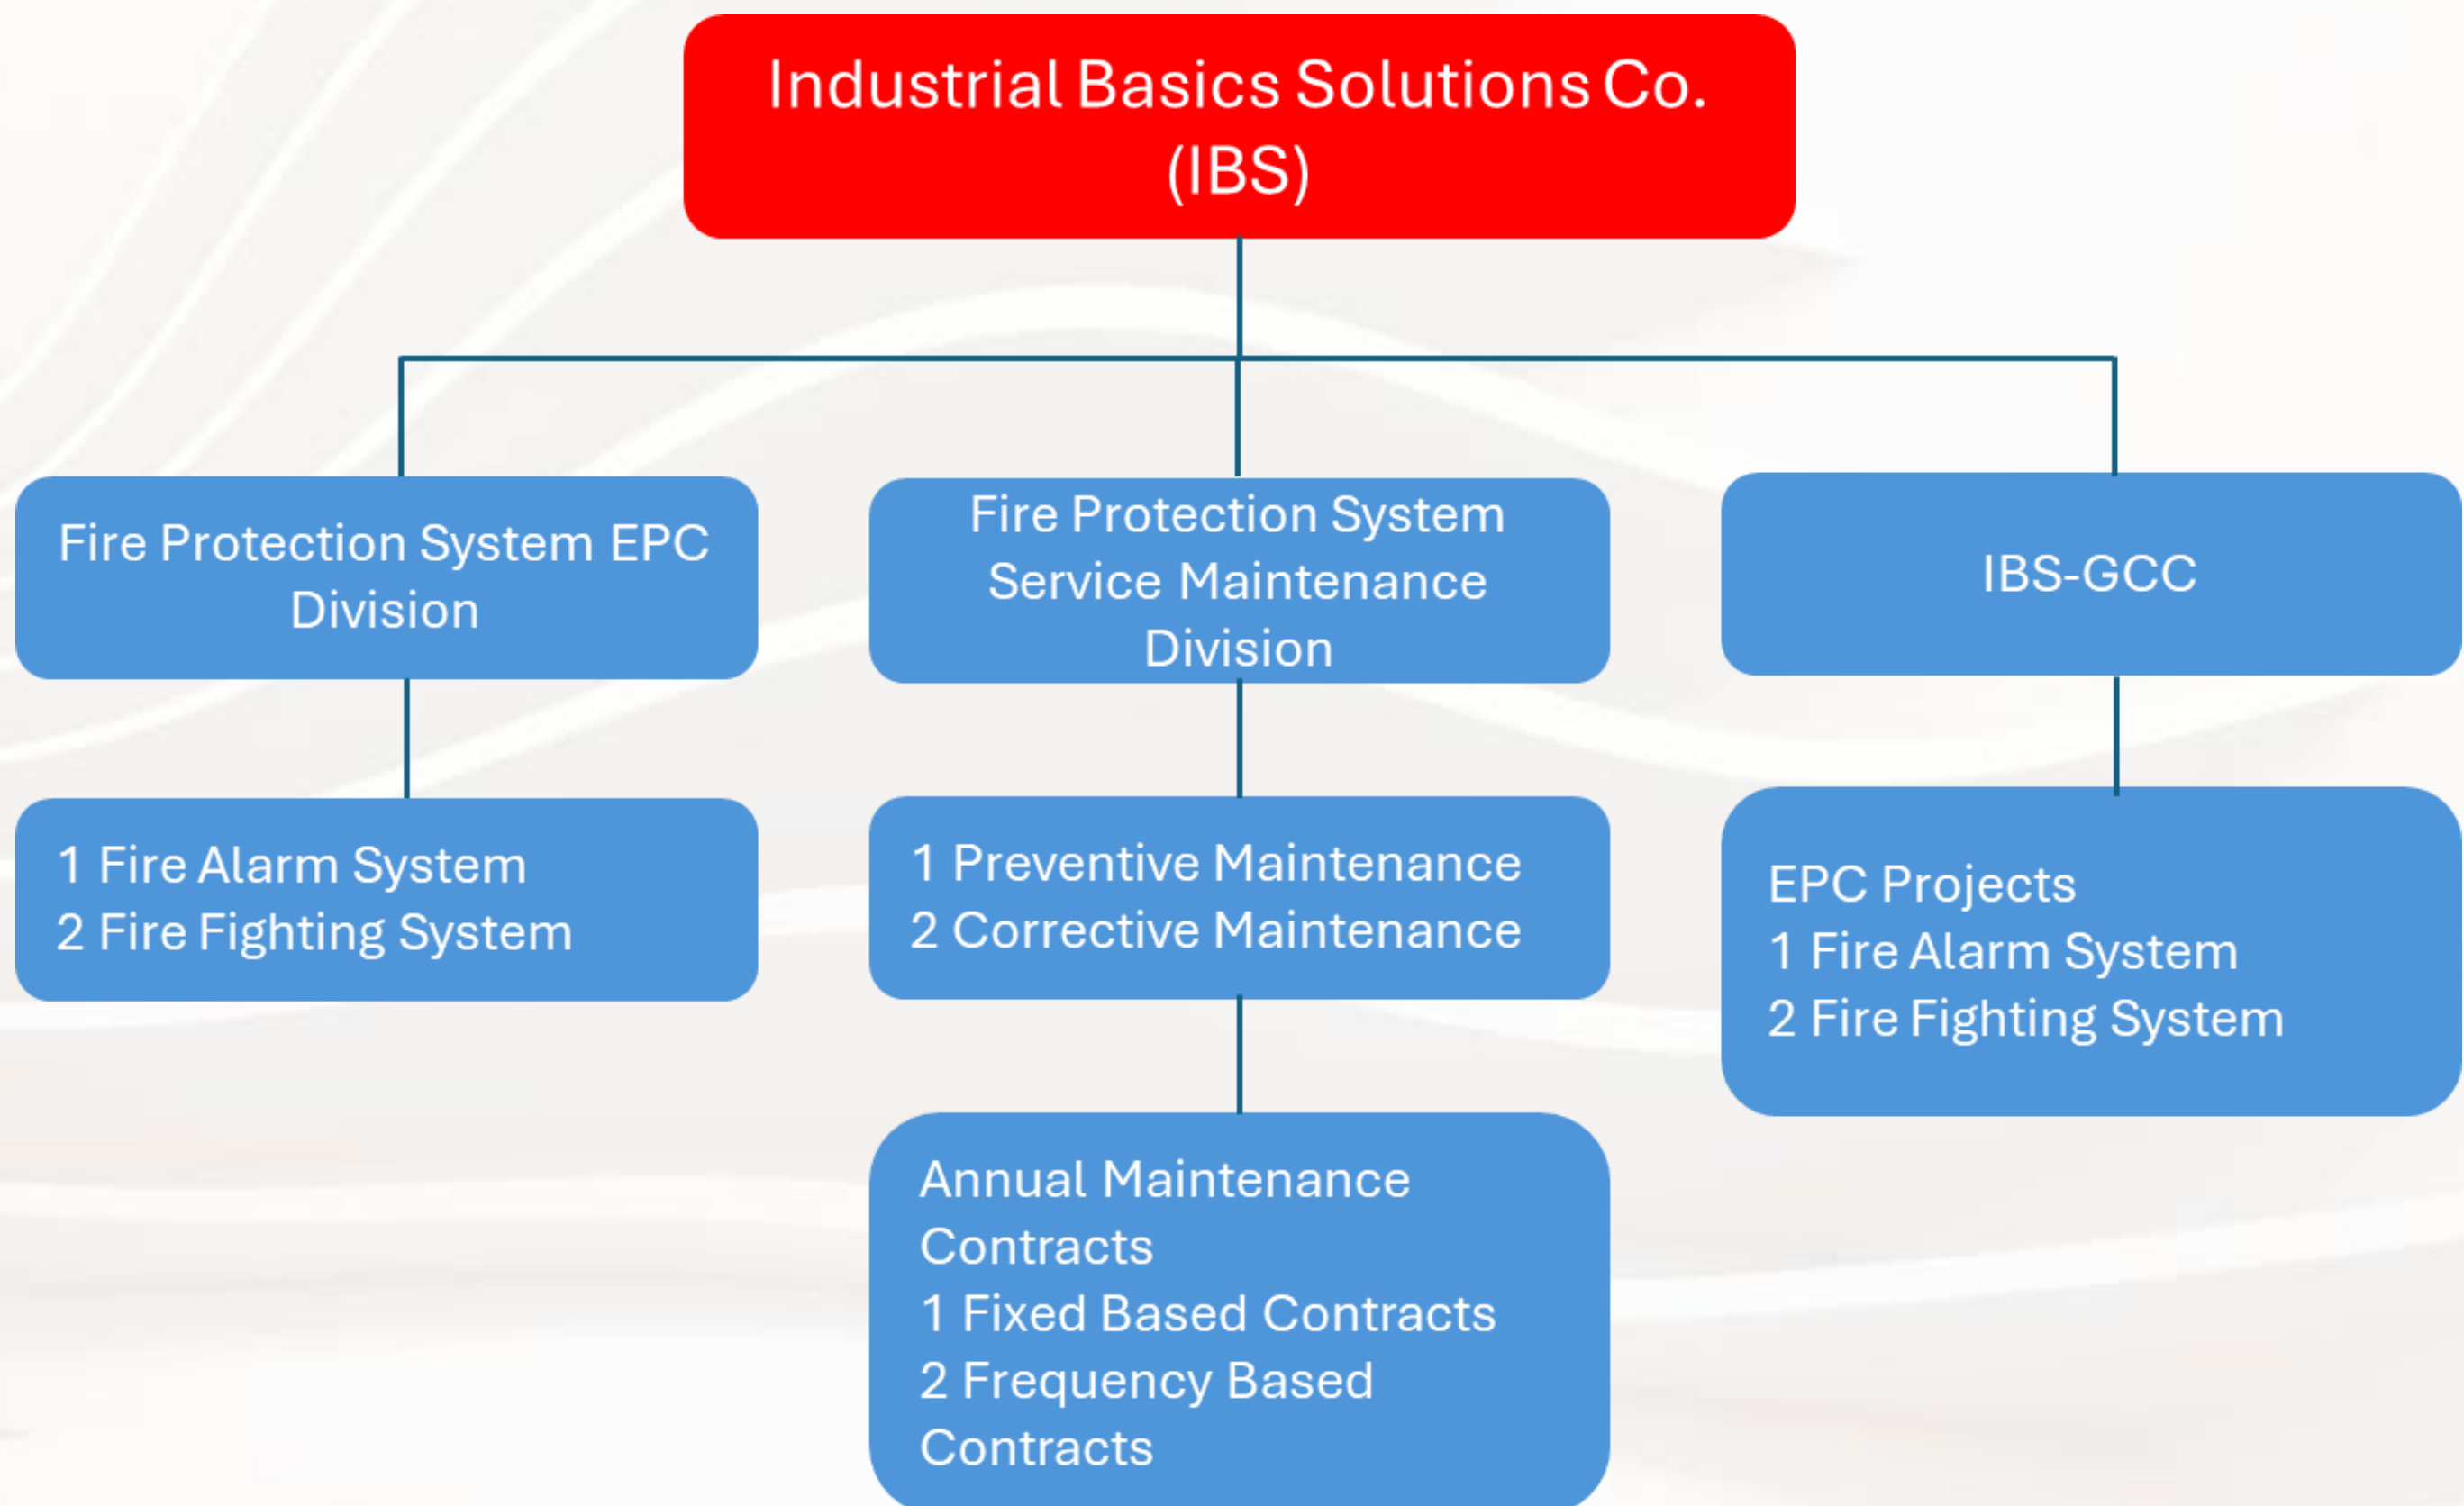 Industrial Basics Solutions Co.
(IBS)
Fire Protection System EPC
Division
Fire Protection System
Service Maintenance
Division
IBS-GCC
1 Fire Alarm System
2 Fire Fighting System
1 Preventive Maintenance
2 Corrective Maintenance
EPC Projects
1 Fire Alarm System
2 Fire Fighting System
Annual Maintenance
Contracts
1 Fixed Based Contracts
2 Frequency Based
Contracts